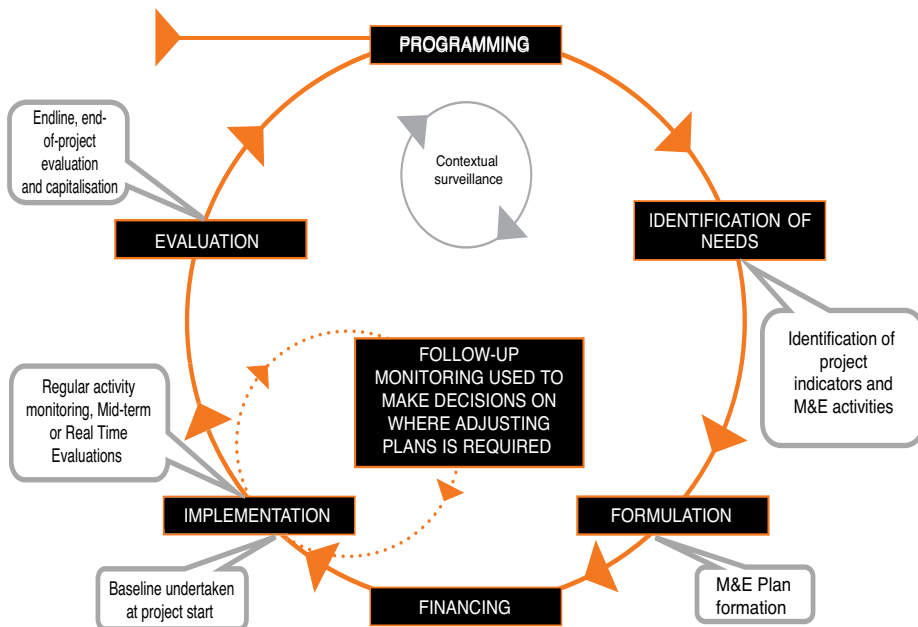 PROGRAMMING
Endline, end-
of-project
evaluation
and capitalisation
Contextual
surveillance
EVALUATION
IDENTIFICATION OF
NEEDS
Identification of
project
indicators and
M&E activities
FOLLOW-UP
MONITORING USED TO
MAKE DECISIONS ON
WHERE ADJUSTING
PLANS IS REQUIRED
Regular activity
monitoring, Mid-term
or Real Time
Evaluations
IMPLEMENTATION
FORMULATION
Baseline undertaken
at project start
FINANCING
M&E Plan
formation